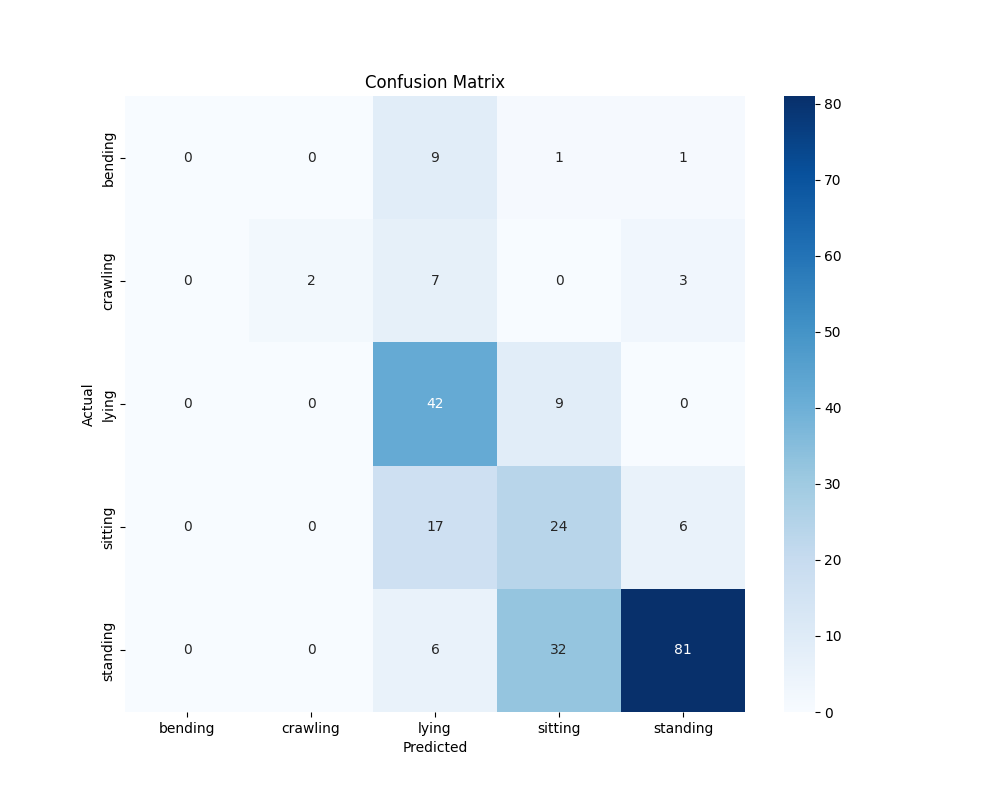 Confusion Matrix
bending 0 0 9 1 1
crawling 0 2 7 0 3
Actual
lying 0 0 42 9 0
sitting 0 0 17 24 6
standing 0 0 6 32 81
bending crawling lying sitting standing
Predicted
80
70
60
50
40
30
20
10
0